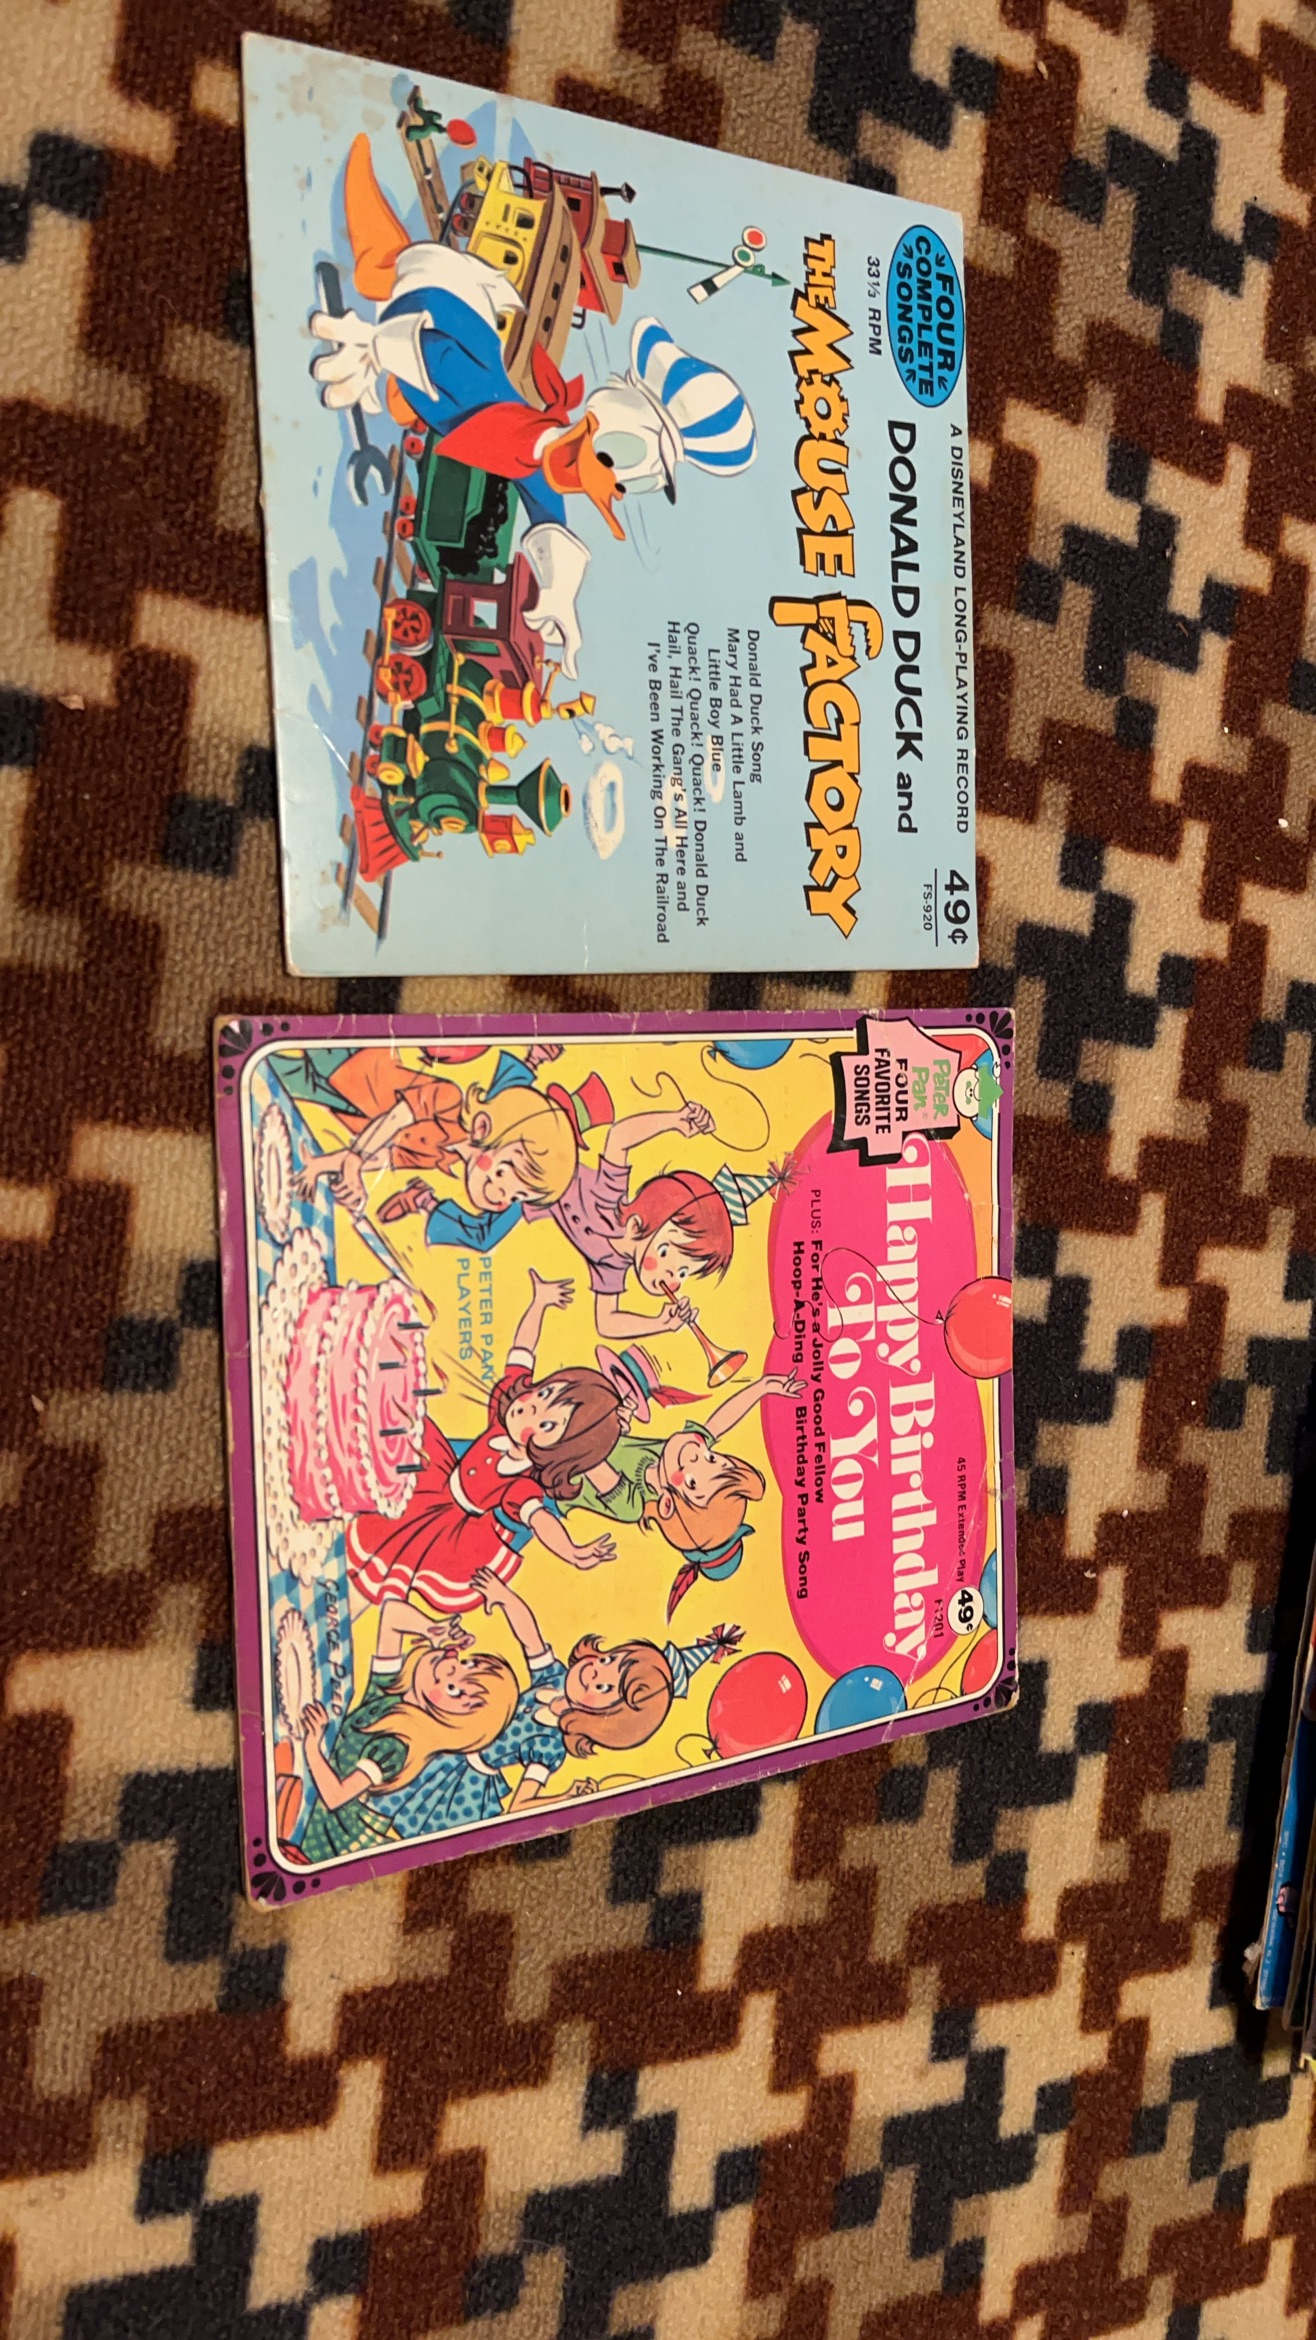 FOUR
COMPLETE
SONGS
A DISNEYLAND LONG-PLAYING RECORD
49¢
FS-920
33⅓ RPM
DONALD DUCK and
THE MOUSE FACTORY
Donald Duck Song
Mary Had A Little Lamb and
Little Boy Blue
Quack! Quack! Quack! Donald Duck
Hail, Hail The Gang's All Here and
I've Been Working On The Railroad
Peter
Pan
FOUR
FAVORITE
SONGS
45 RPM Extended Play
49¢
F1201
Happy Birthday
To You
PLUS: For He's a Jolly Good Fellow
Hoop-A-Ding Birthday Party Song
PETER PAN
PLAYERS
GEORGE